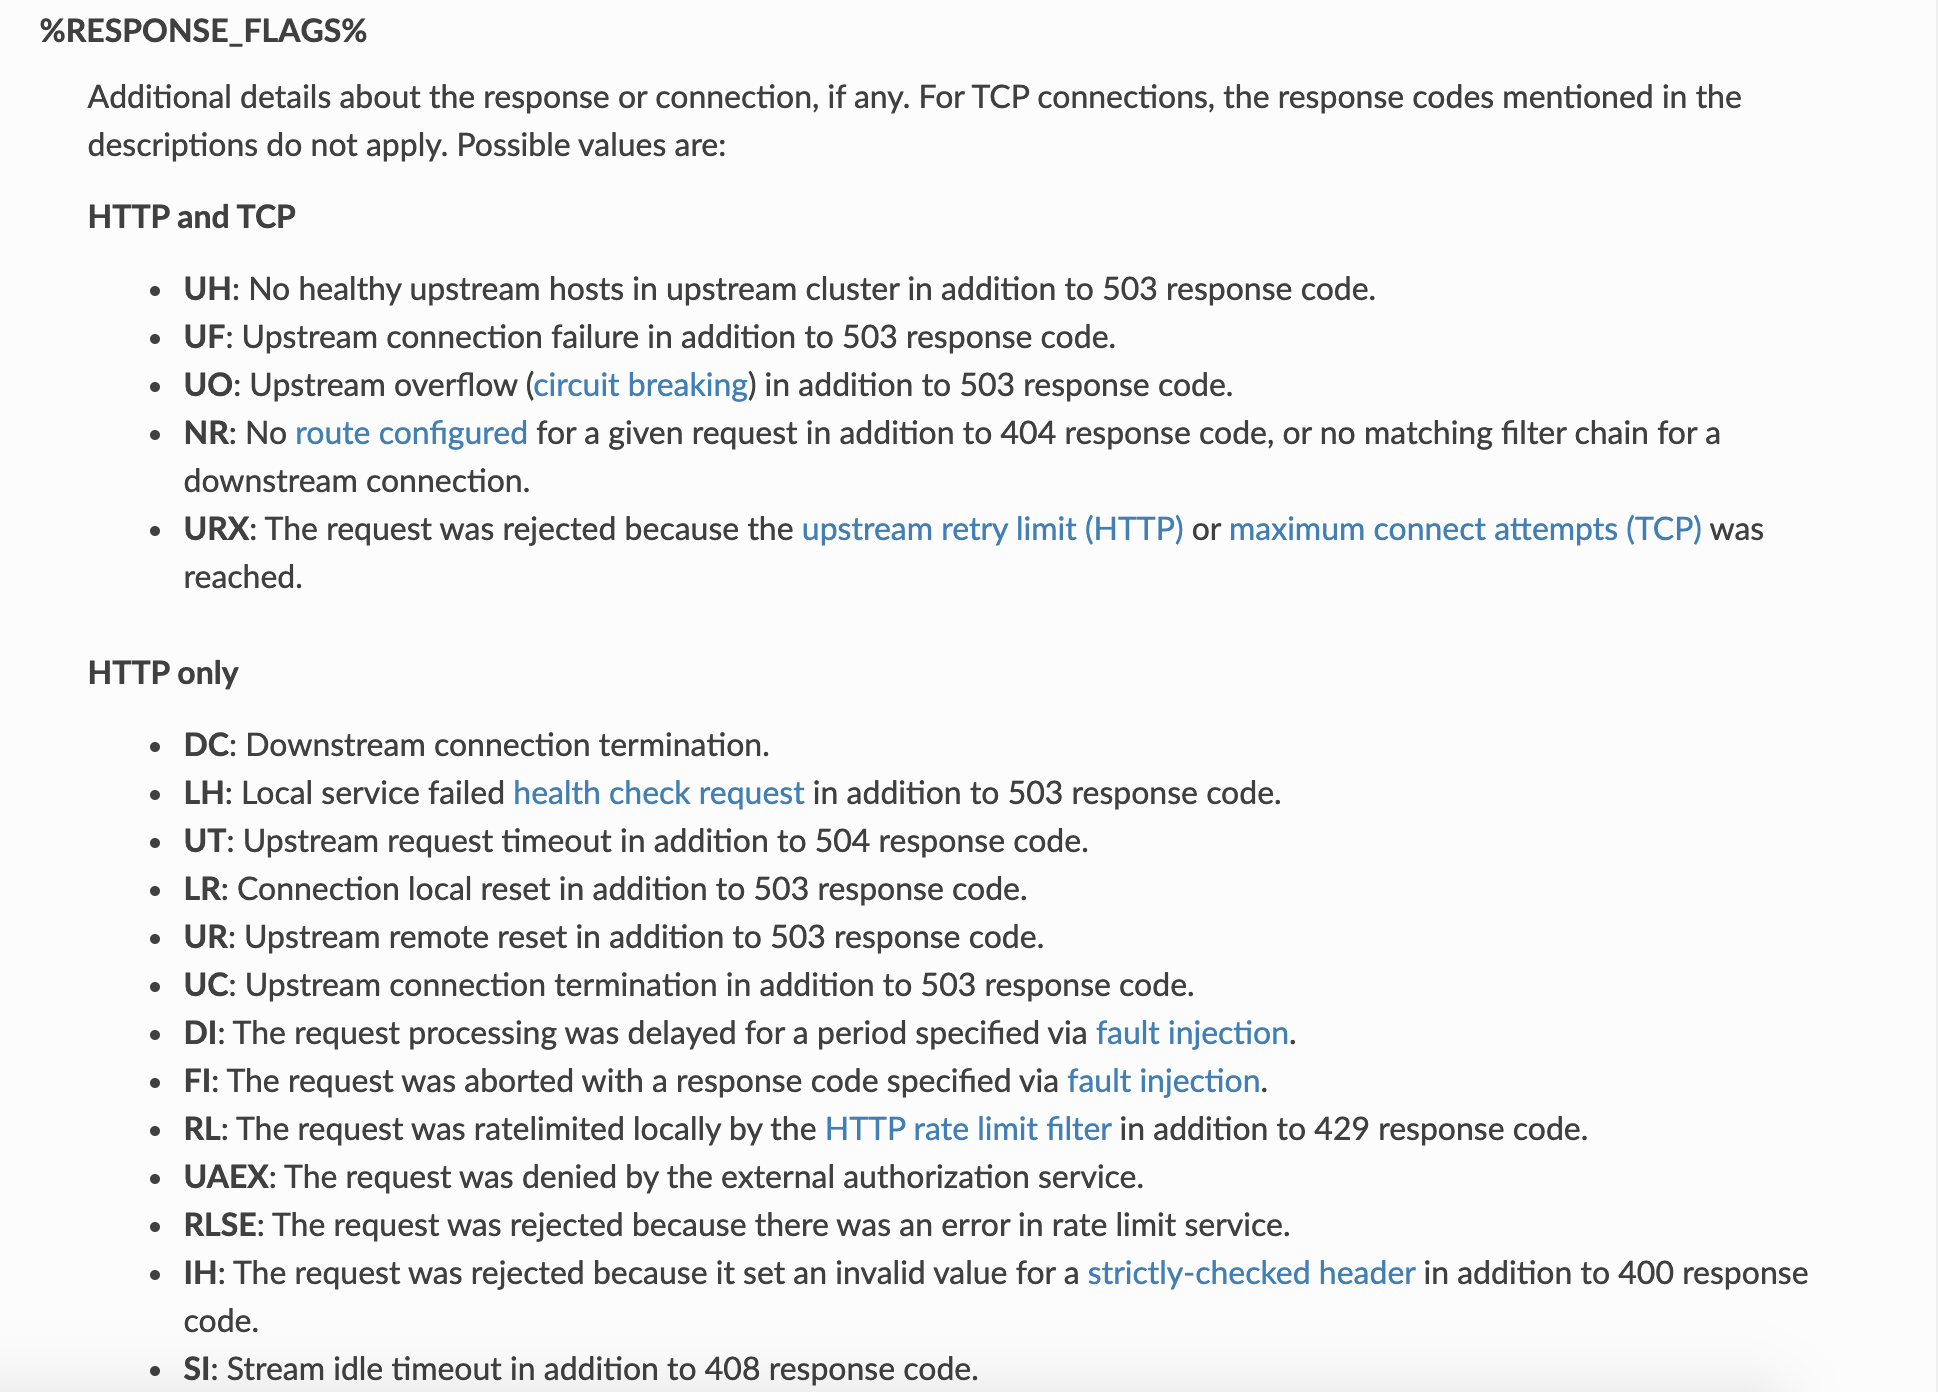 %RESPONSE_FLAGS%
Additional details about the response or connection, if any. For TCP connections, the response codes mentioned in the
descriptions do not apply. Possible values are:
HTTP and TCP
• UH: No healthy upstream hosts in upstream cluster in addition to 503 response code.
• UF: Upstream connection failure in addition to 503 response code.
• UO: Upstream overflow (circuit breaking) in addition to 503 response code.
• NR: No route configured for a given request in addition to 404 response code, or no matching filter chain for a
downstream connection.
• URX: The request was rejected because the upstream retry limit (HTTP) or maximum connect attempts (TCP) was
reached.
HTTP only
• DC: Downstream connection termination.
• LH: Local service failed health check request in addition to 503 response code.
• UT: Upstream request timeout in addition to 504 response code.
• LR: Connection local reset in addition to 503 response code.
• UR: Upstream remote reset in addition to 503 response code.
• UC: Upstream connection termination in addition to 503 response code.
• DI: The request processing was delayed for a period specified via fault injection.
• FI: The request was aborted with a response code specified via fault injection.
• RL: The request was ratelimited locally by the HTTP rate limit filter in addition to 429 response code.
• UAEX: The request was denied by the external authorization service.
• RLSE: The request was rejected because there was an error in rate limit service.
• IH: The request was rejected because it set an invalid value for a strictly-checked header in addition to 400 response
code.
• SI: Stream idle timeout in addition to 408 response code.